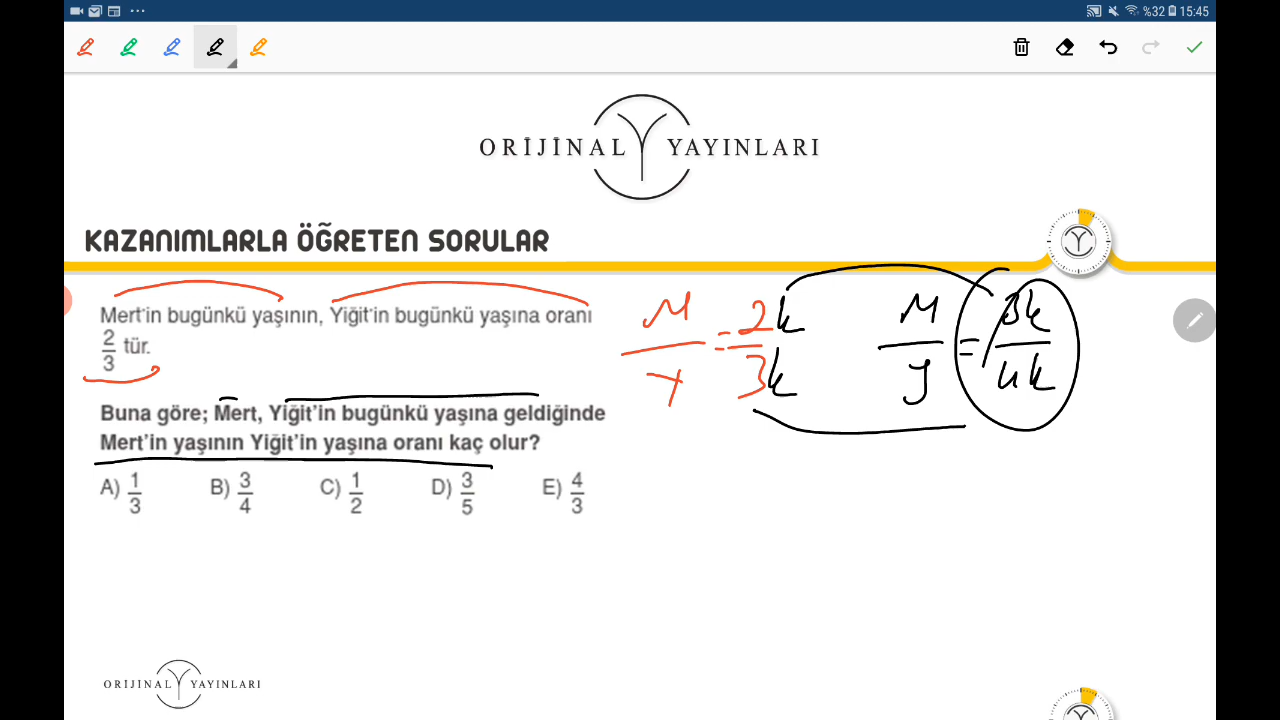 %32 15:45
ORİJİNAL YAYINLARI
KAZANIMLARLA ÖĞRETEN SORULAR
Mert'in bugünkü yaşının, Yiğit'in bugünkü yaşına oranı
2/3 tür.
Buna göre; Mert, Yiğit'in bugünkü yaşına geldiğinde
Mert'in yaşının Yiğit'in yaşına oranı kaç olur?
A) 1/3 B) 3/4 C) 1/2 D) 3/5 E) 4/3
M/Y = 2k/3k
M/Y = 3k/4k
ORİJİNAL YAYINLARI